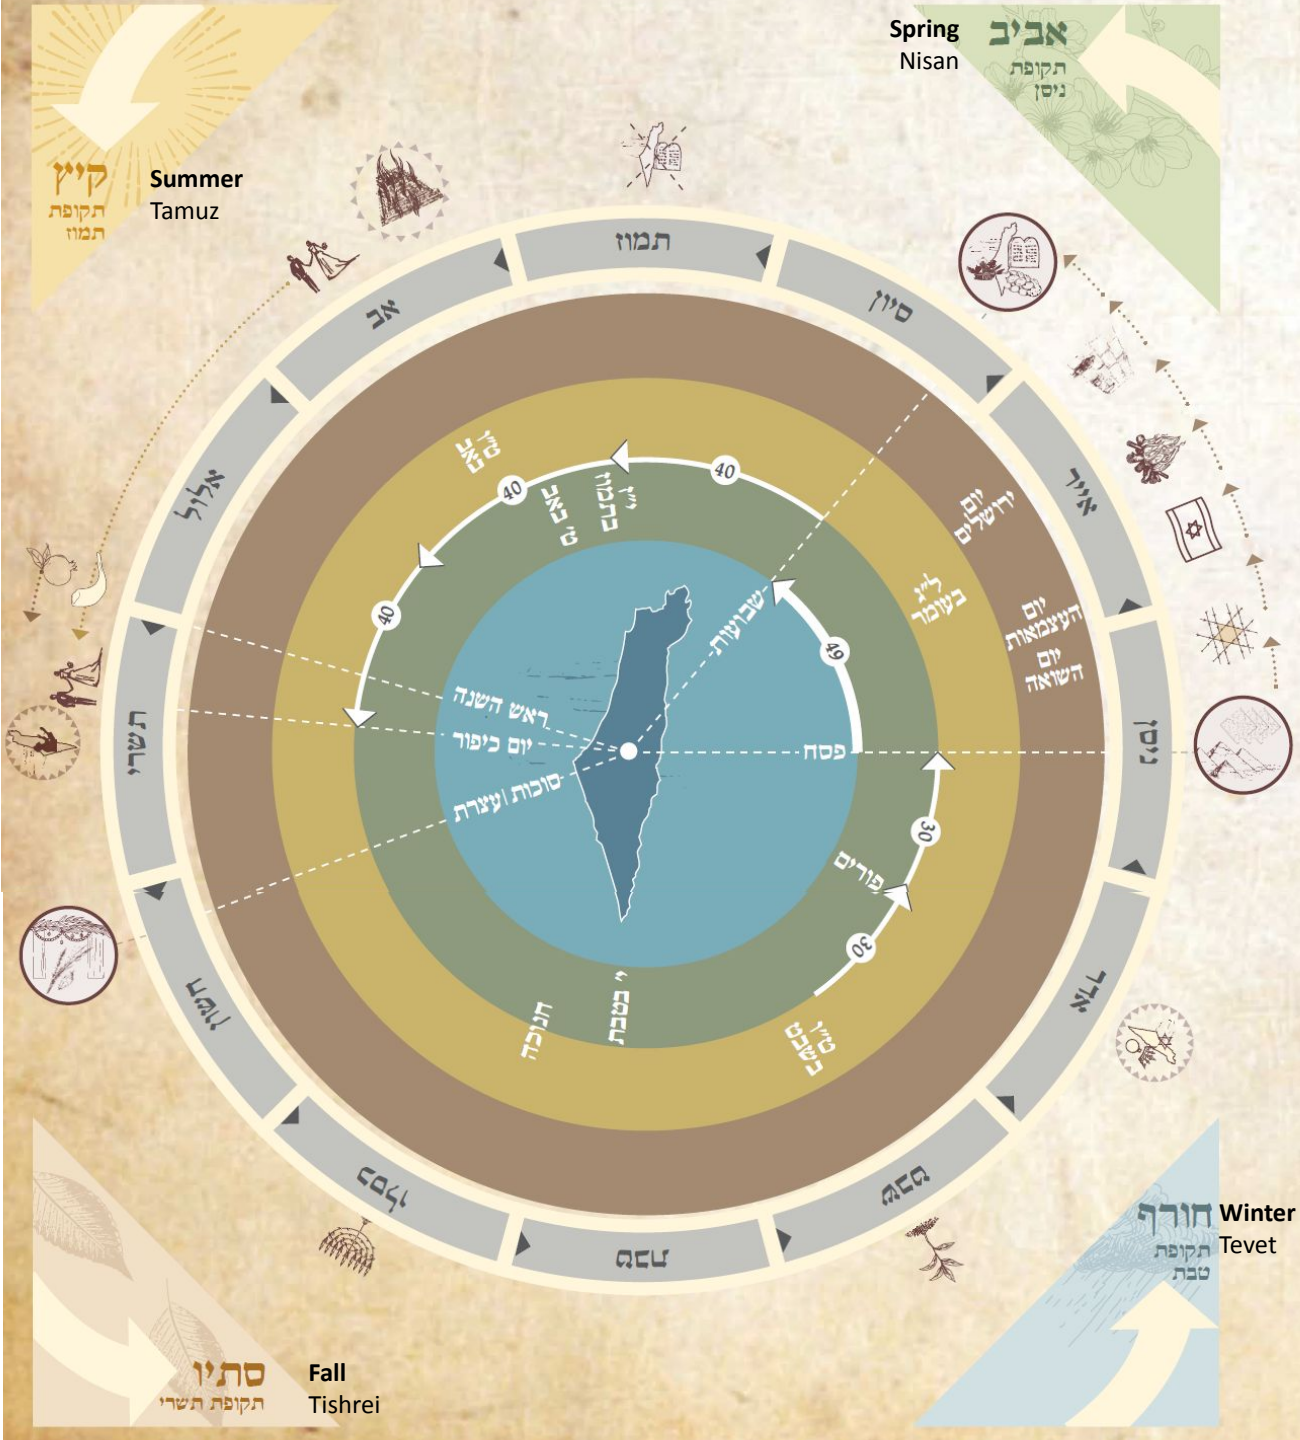 Spring
Nisan
אביב
תקופת
ניסן
קיץ
תקופת
תמוז
Summer
Tamuz
תמוז
סיון
אייר
ניסן
אדר
שבט
טבת
כסלו
חשון
תשרי
אלול
אב
יום
ירושלים
יום
העצמאות
יום
השואה
ל״ג
בעומר
ט״ו
באב
ט׳ באב
י״ז
בתמוז
40
40
40
49
30
30
שבועות
פסח
פורים
ראש השנה
יום כיפור
סוכות\עצרת
חנוכה
י׳ בטבת
ט״ו
בשבט
חורף
תקופת
טבת
Winter
Tevet
סתיו
תקופת תשרי
Fall
Tishrei